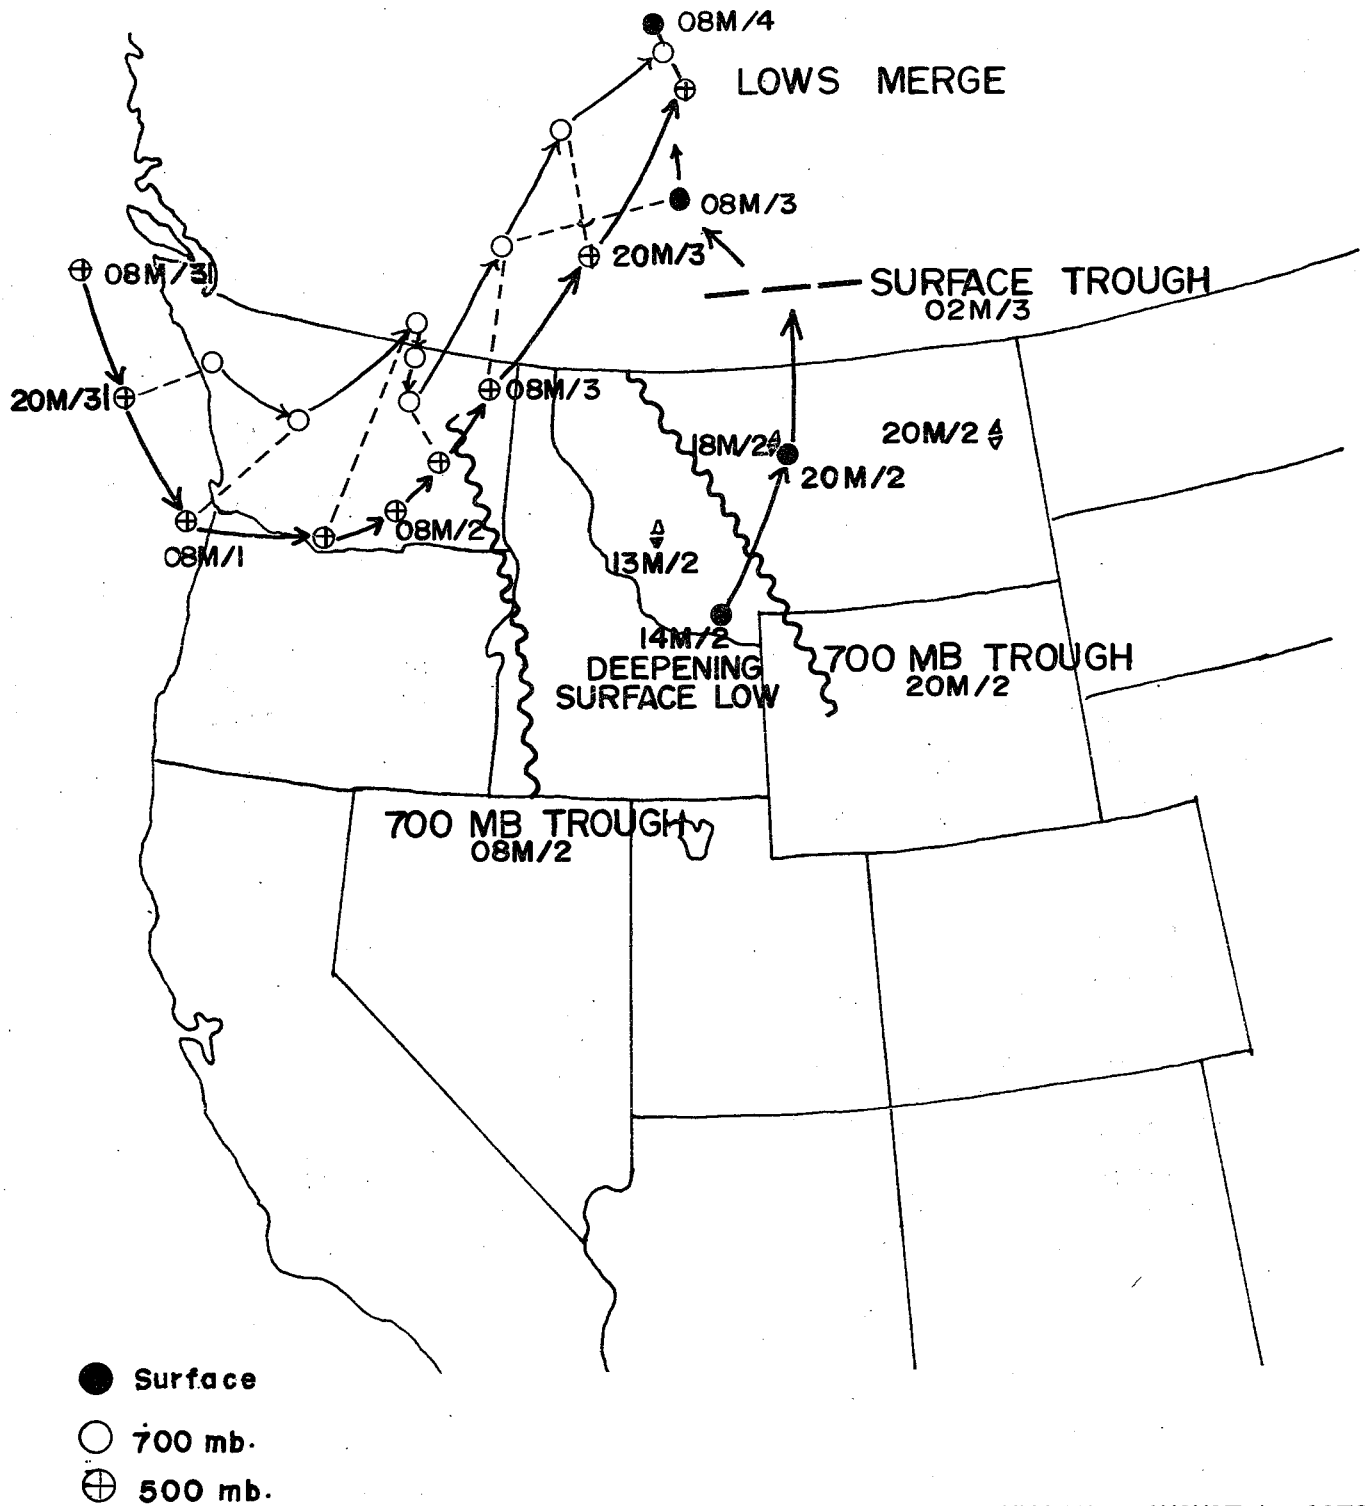 08M/4
LOWS MERGE
08M/3
20M/3
08M/31
SURFACE TROUGH
02M/3
20M/31
08M/3
18M/2
20M/2
20M/2
08M/2
08M/1
13M/2
14M/2
DEEPENING
SURFACE LOW
700 MB TROUGH
20M/2
700 MB TROUGH
08M/2
Surface
700 mb.
500 mb.